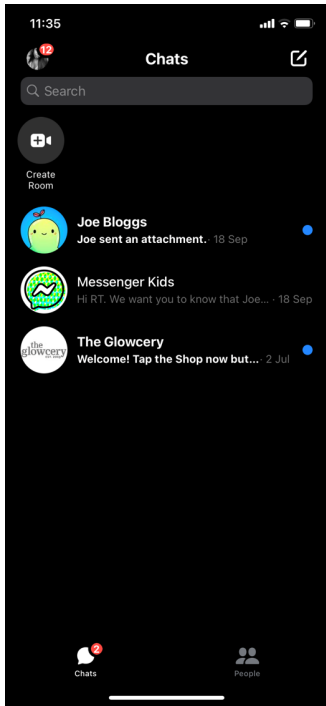 11:35
12
Chats
Search
Create
Room
Joe Bloggs
Joe sent an attachment. · 18 Sep
Messenger Kids
Hi RT. We want you to know that Joe... · 18 Sep
the
glowcery
The Glowcery
Welcome! Tap the Shop now but... · 2 Jul
2
Chats
People